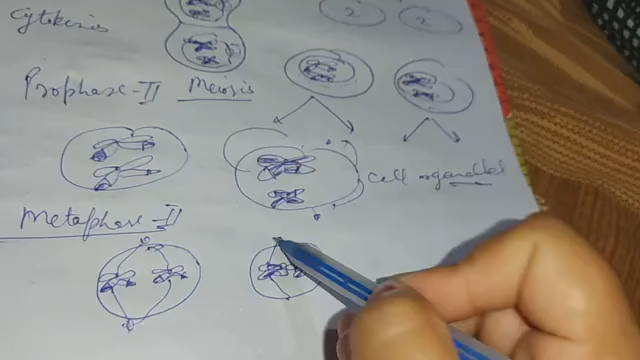 Cytokinesis
2 2
Prophase-II Meiosis
cell organelles
Metaphase-II